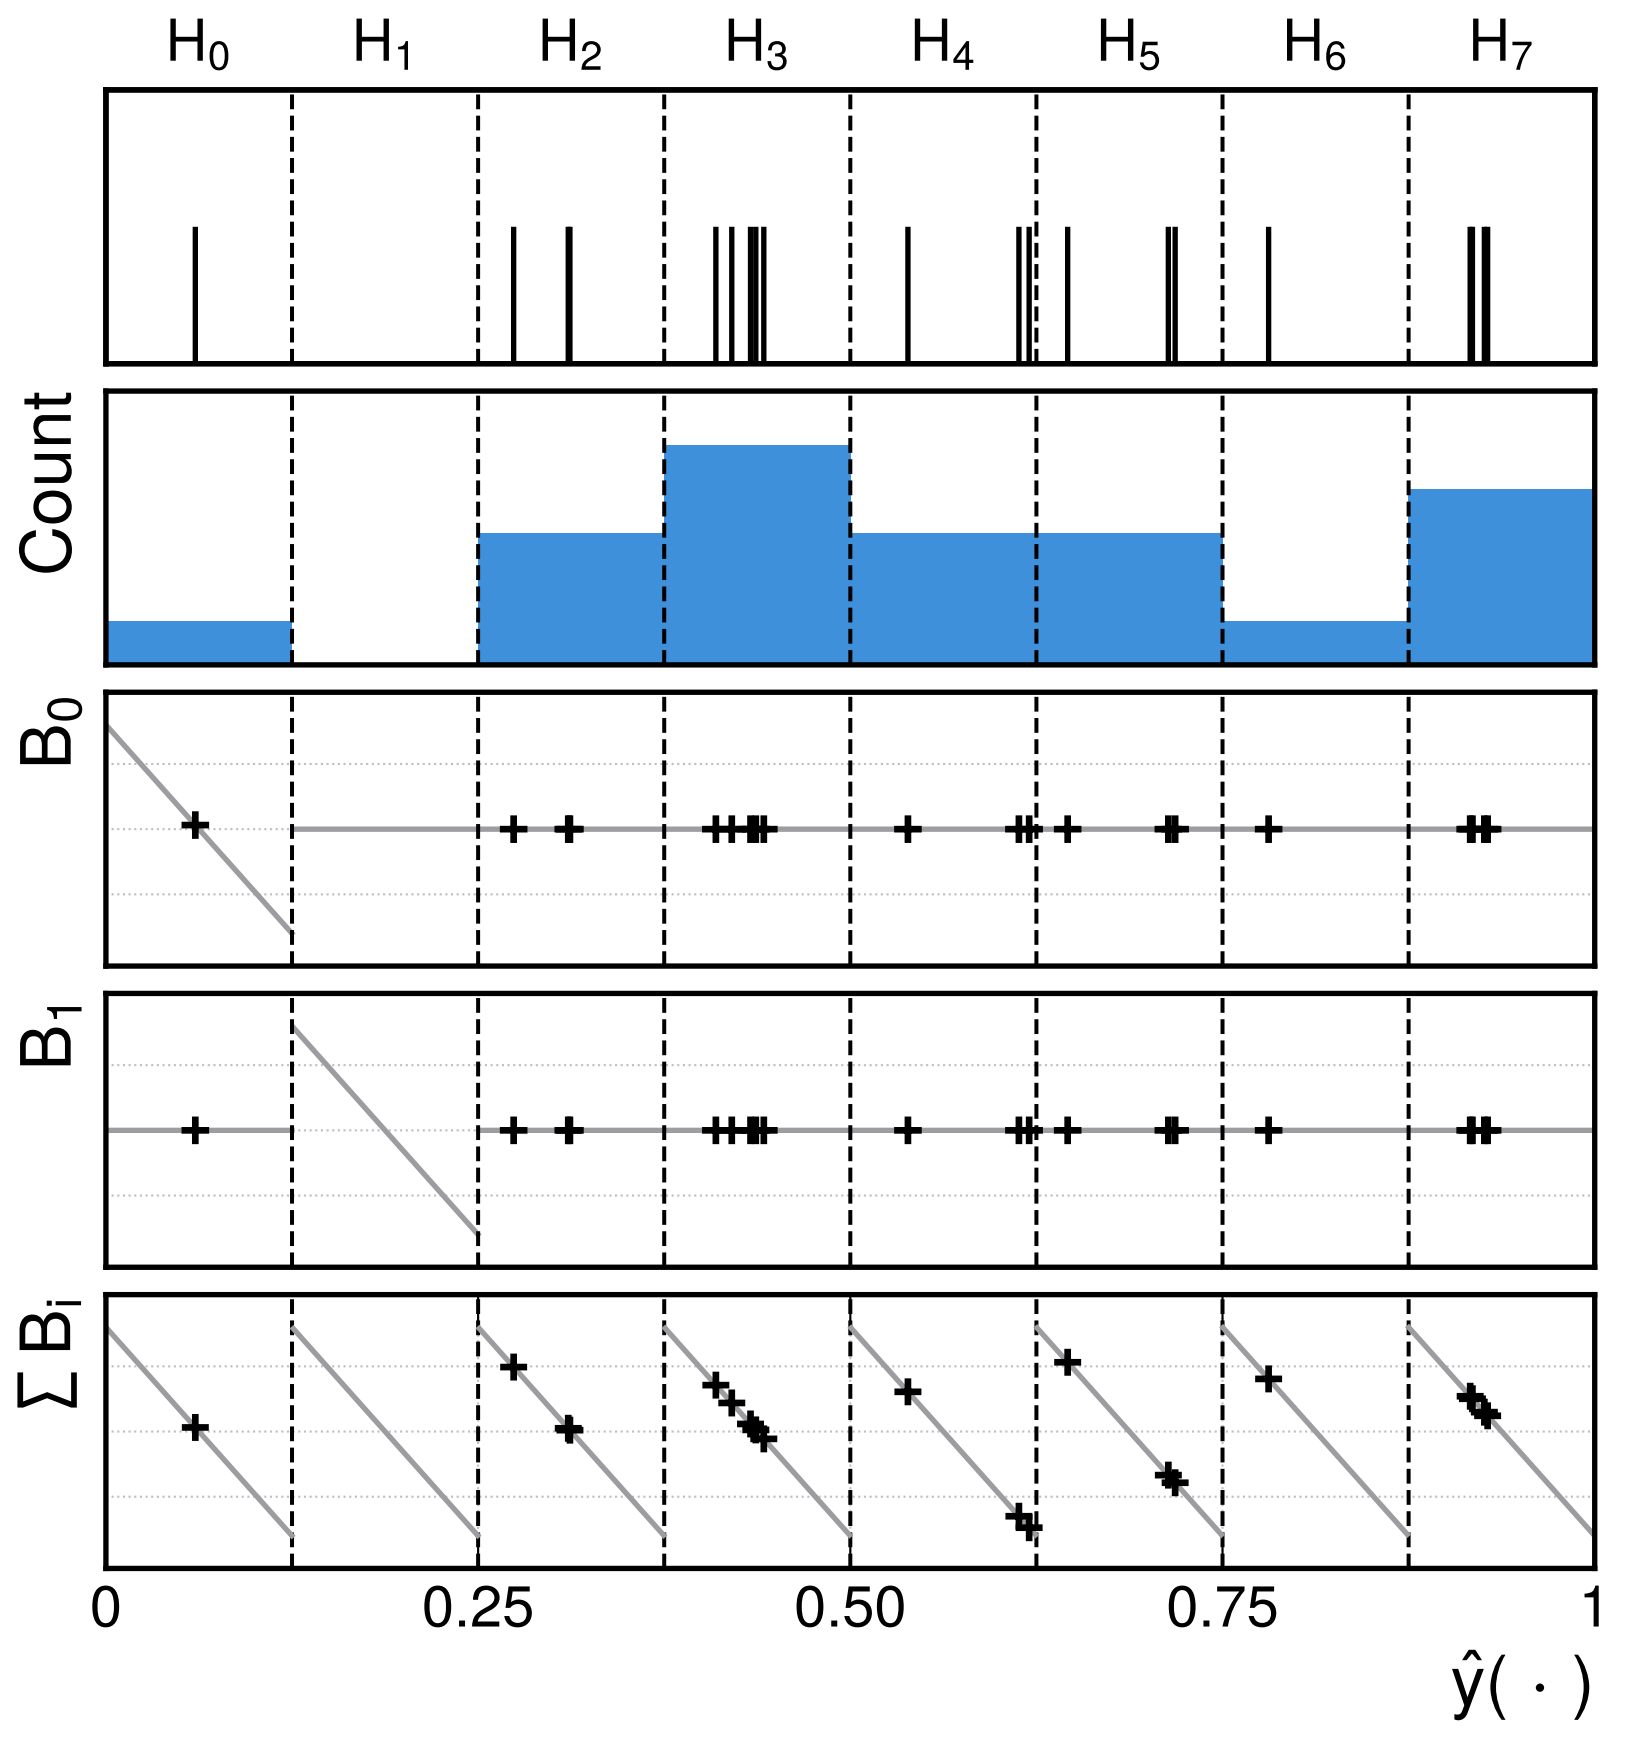 H₀ H₁ H₂ H₃ H₄ H₅ H₆ H₇
Count
B₀
B₁
Σ Bᵢ
0 0.25 0.50 0.75 1
ŷ( · )